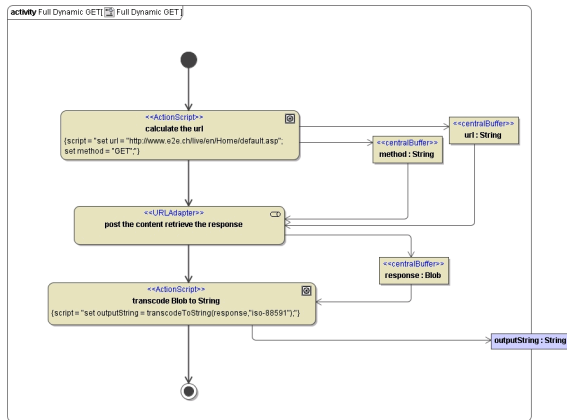 activity Full Dynamic GET[ Full Dynamic GET ]
<<ActionScript>>
calculate the url
{script = "set url = "http://www.e2e.ch/live/en/Home/default.asp";
set method = "GET";"}
<<centralBuffer>>
url : String
<<centralBuffer>>
method : String
<<URLAdapter>>
post the content retrieve the response
<<centralBuffer>>
response : Blob
<<ActionScript>>
transcode Blob to String
{script = "set outputString = transcodeToString(response,"iso-88591");"}
outputString : String